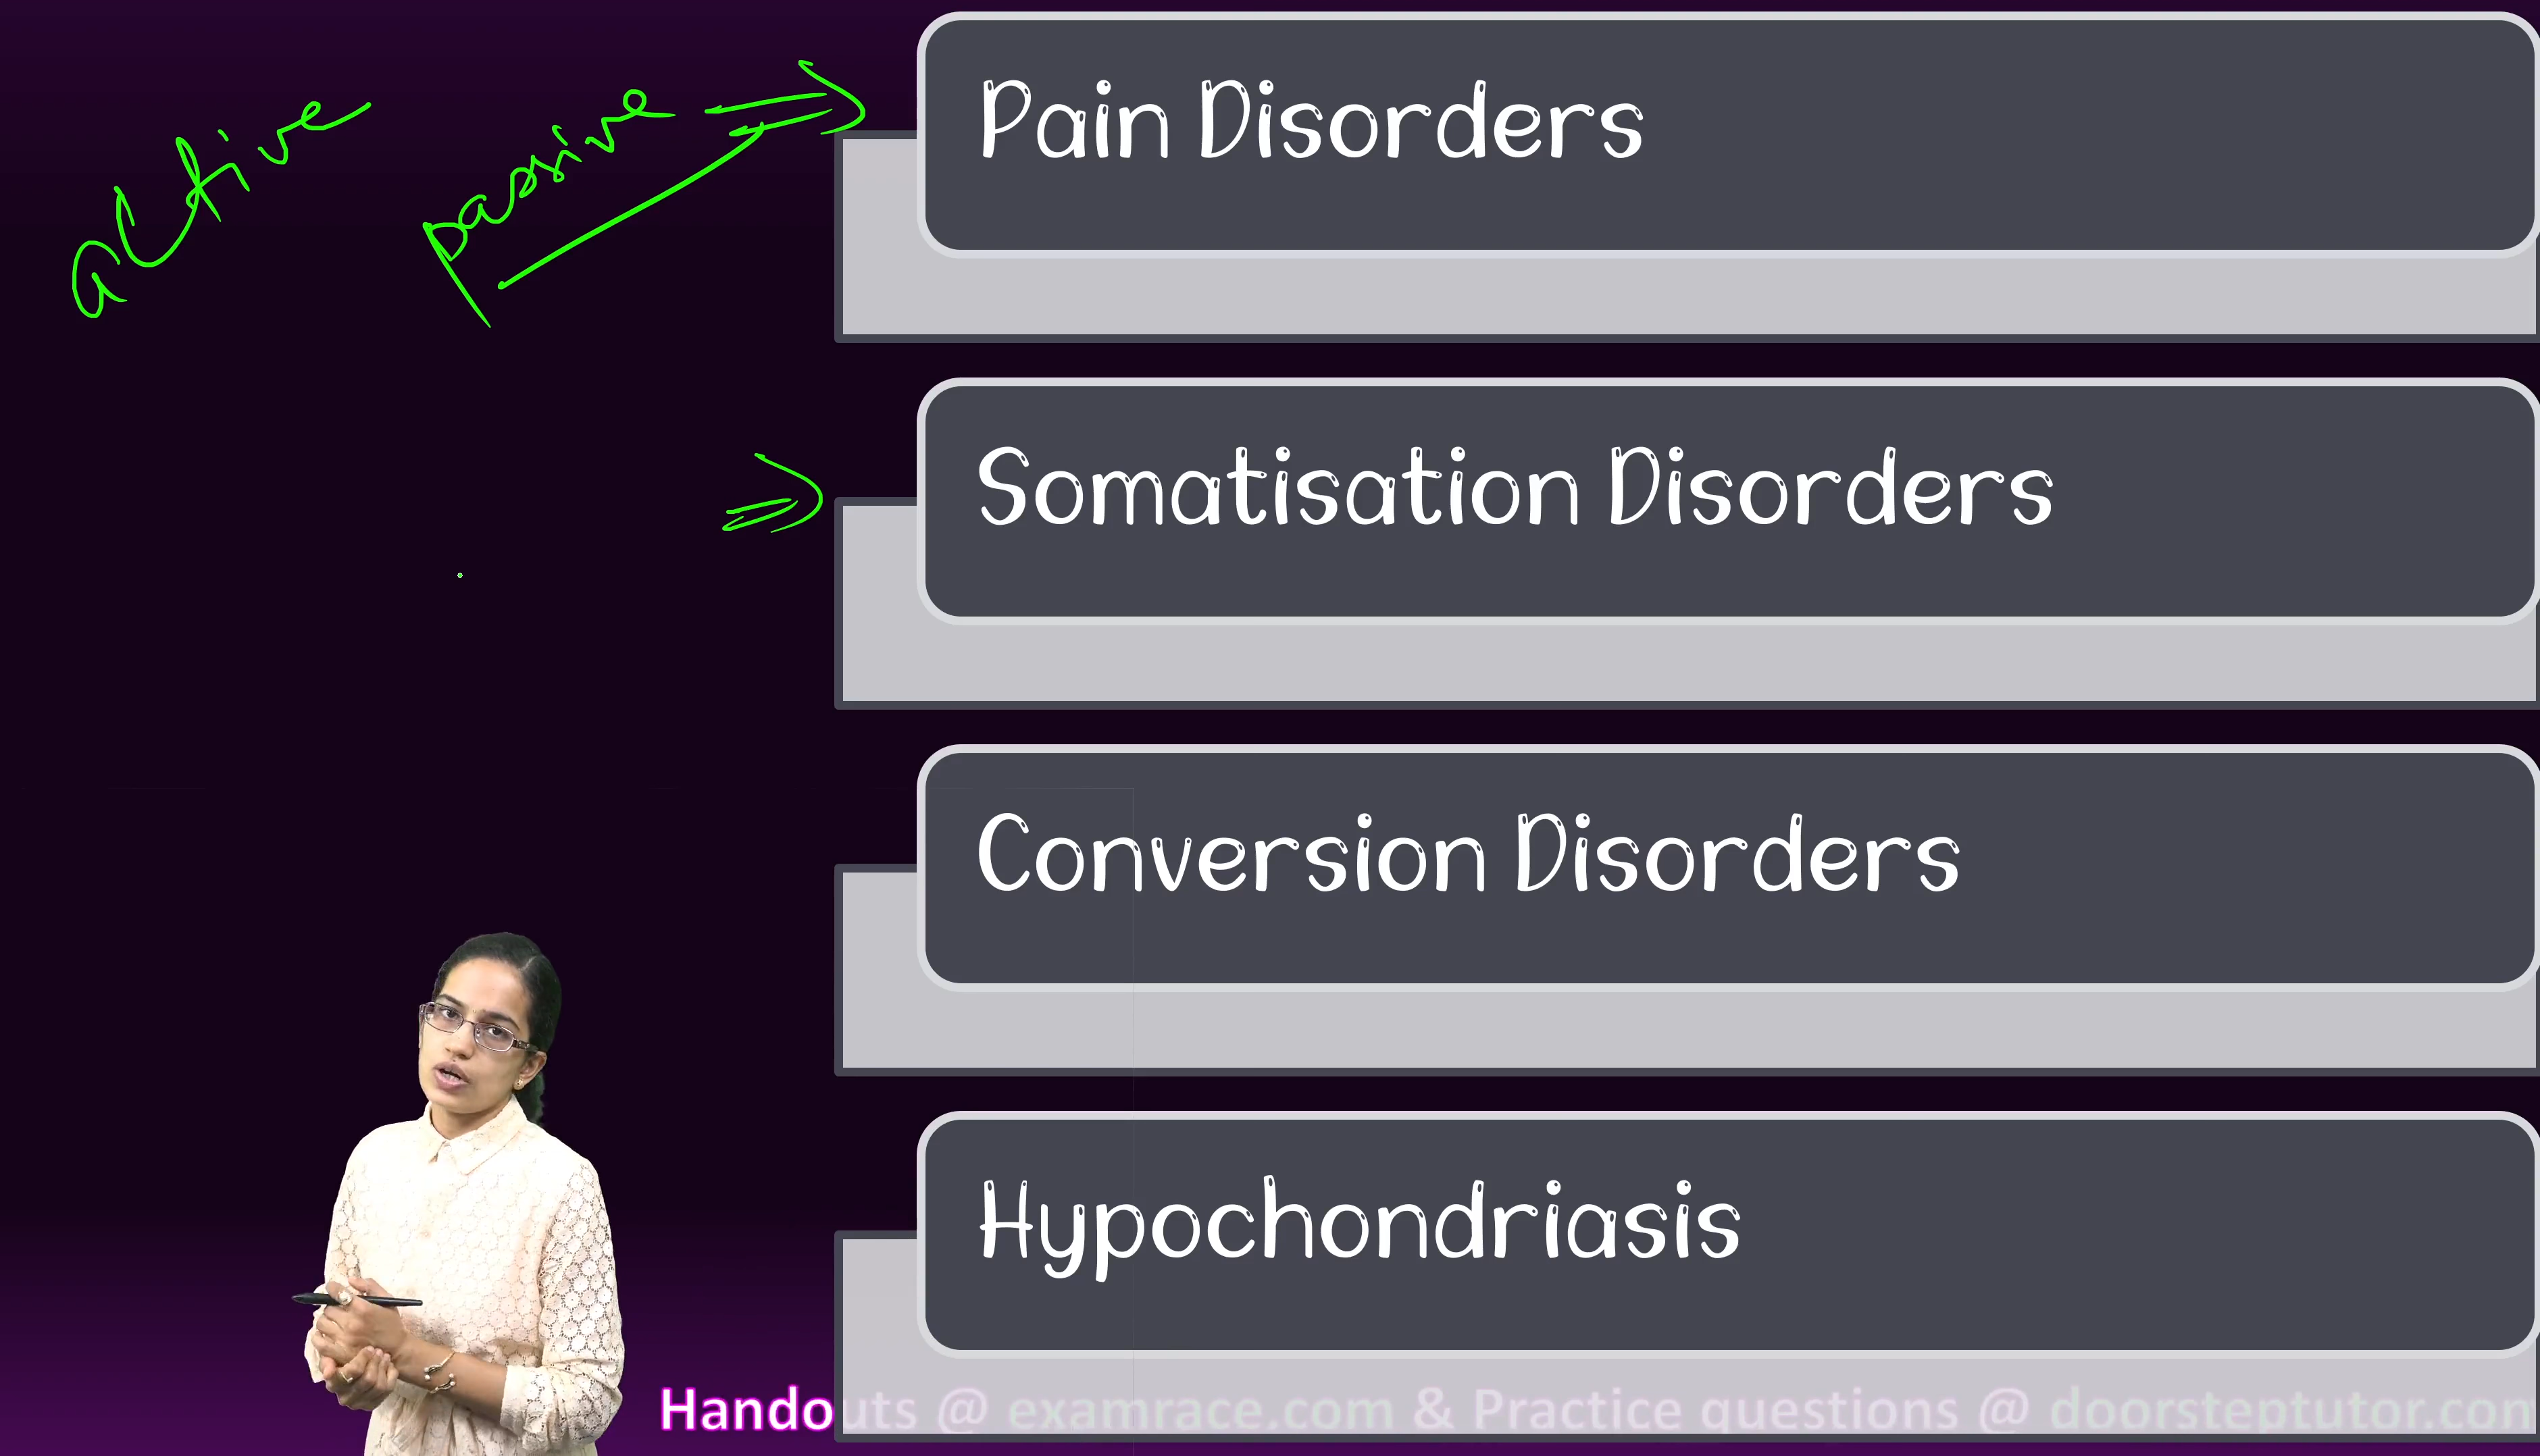 active passive
Pain Disorders
Somatisation Disorders
Conversion Disorders
Hypochondriasis
Handouts @ examrace.com & Practice questions @ doorsteptutor.com